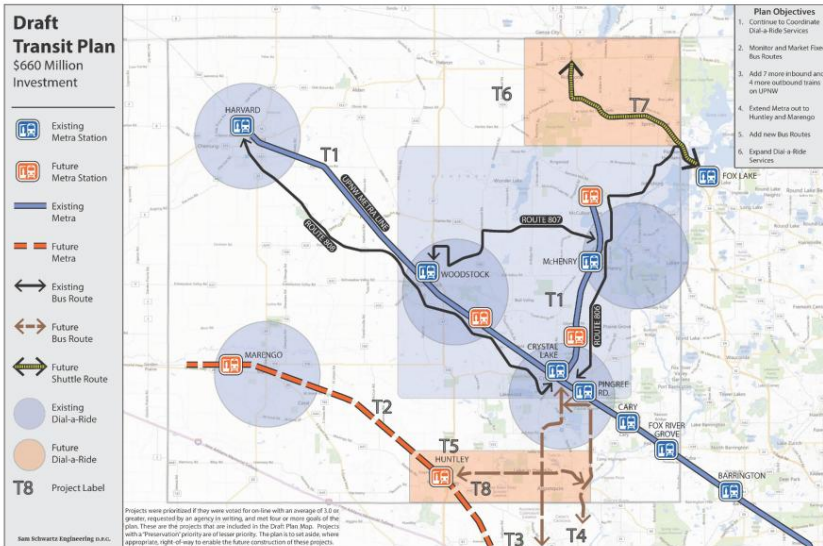 Draft
Transit Plan
$660 Million
Investment
Existing
Metra Station
Future
Metra Station
Existing
Metra
Future
Metra
Existing
Bus Route
Future
Bus Route
Future
Shuttle Route
Existing
Dial-a-Ride
Future
Dial-a-Ride
T8 Project Label
Sam Schwartz Engineering D.P.C.
Plan Objectives
1. Continue to Coordinate
Dial-a-Ride Services
2. Monitor and Market Fixed
Bus Routes
3. Add 7 more inbound and
4 more outbound trains
on UPNW
4. Extend Metra out to
Huntley and Marengo
5. Add new Bus Routes
6. Expand Dial-a-Ride
Services
T6
T7
HARVARD
FOX LAKE
T1
UPNW METRA LINE
ROUTE 807
ROUTE 808
McHENRY
WOODSTOCK
T1
ROUTE 806
MARENGO
CRYSTAL
LAKE
PINGREE
RD.
T2
CARY
FOX RIVER
GROVE
T5
HUNTLEY
BARRINGTON
T8
T3
T4
Projects were prioritized if they were voted for on-line with an average of 3.0 or
greater, requested by an agency in writing, and met four or more goals of the
plan. These are the projects that are included in the Draft Plan Map. Projects
with a 'Preservation' priority are of lesser priority. The plan is to set aside, where
appropriate, right-of-way to enable the future construction of these projects.